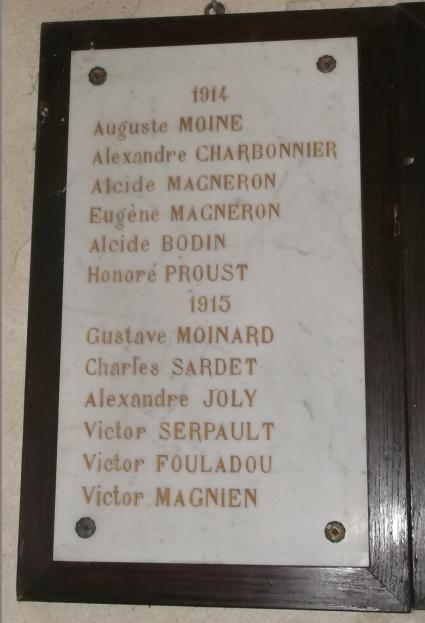 1914
Auguste MOINE
Alexandre CHARBONNIER
Alcide MAGNERON
Eugène MAGNERON
Alcide BODIN
Honoré PROUST
1915
Gustave MOINARD
Charles SARDET
Alexandre JOLY
Victor SERPAULT
Victor FOULADOU
Victor MAGNIEN